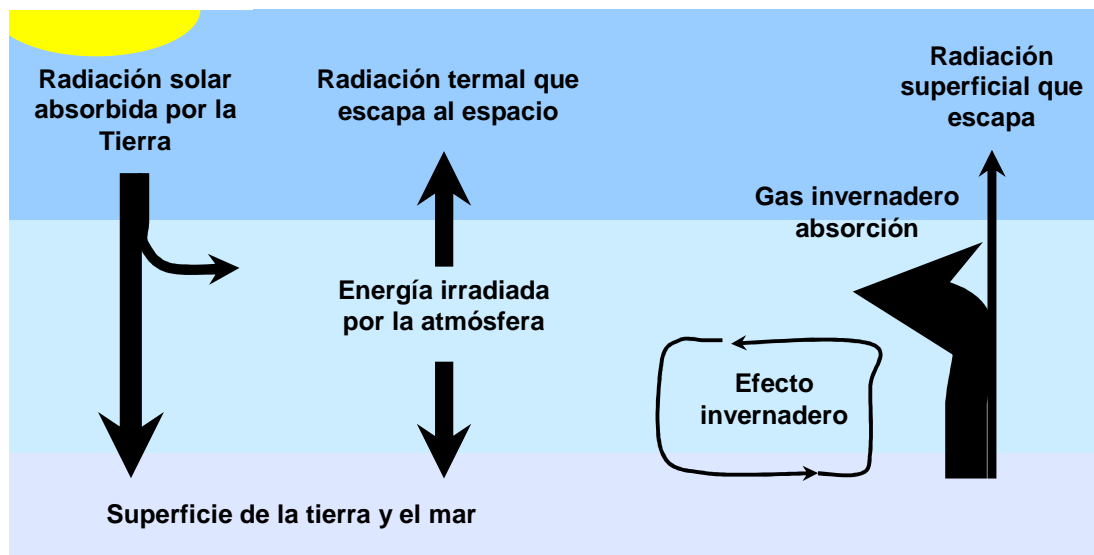 Radiación solar
absorbida por la
Tierra
Radiación termal que
escapa al espacio
Radiación
superficial que
escapa
Gas invernadero
absorción
Energía irradiada
por la atmósfera
Efecto
invernadero
Superficie de la tierra y el mar